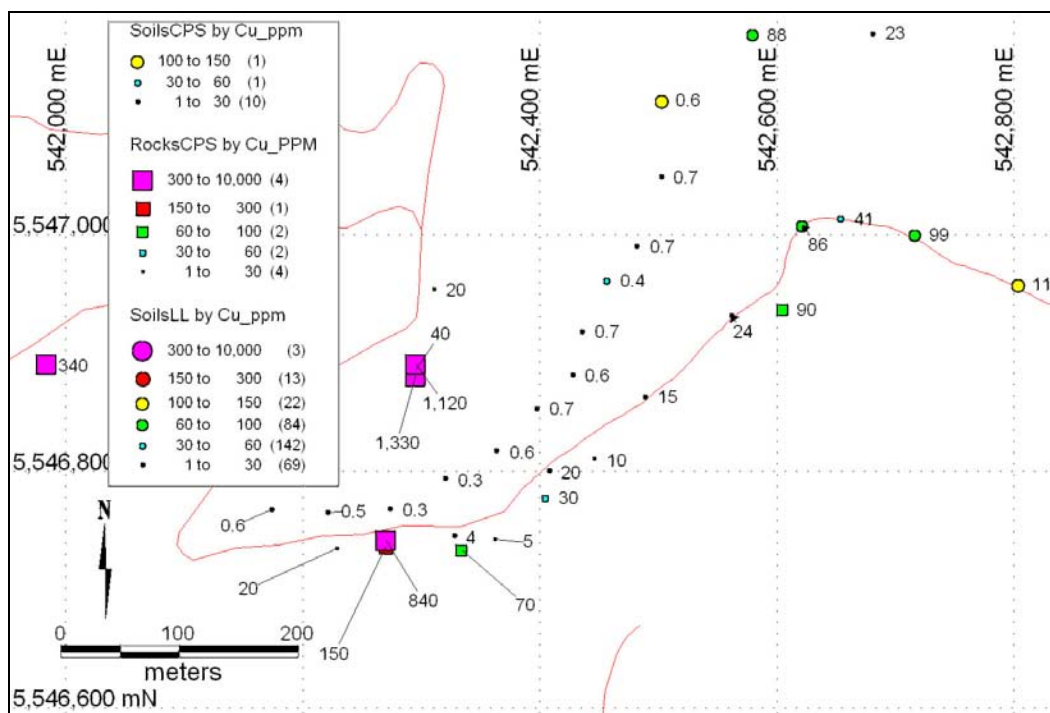 SoilsCPS by Cu_ppm
100 to 150 (1)
30 to 60 (1)
1 to 30 (10)
RocksCPS by Cu_PPM
300 to 10,000 (4)
150 to 300 (1)
60 to 100 (2)
30 to 60 (2)
1 to 30 (4)
SoilsLL by Cu_ppm
300 to 10,000 (3)
150 to 300 (13)
100 to 150 (22)
60 to 100 (84)
30 to 60 (142)
1 to 30 (69)
542,000 mE
542,400 mE
542,600 mE
542,800 mE
88
23
0.6
0.7
5,547,000
0.7
41
86
99
0.4
11
20
90
24
40
0.7
340
0.6
1,120
15
0.7
1,330
0.6
10
5,546,800
20
0.3
30
N
0.6
0.5
0.3
4
5
20
840
70
150
0 100 200
meters
5,546,600 mN